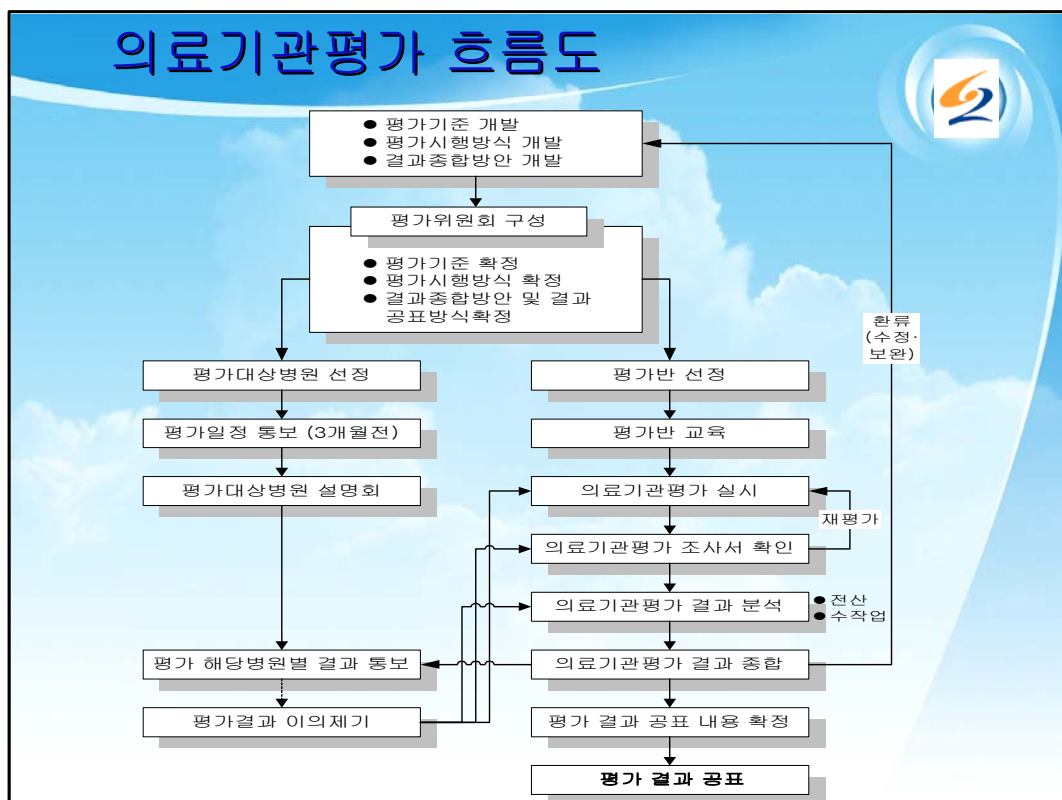 의료기관평가 흐름도
● 평가기준 개발
● 평가시행방식 개발
● 결과종합방안 개발
평가위원회 구성
● 평가기준 확정
● 평가시행방식 확정
● 결과종합방안 및 결과
공표방식확정
환류
(수정·
보완)
평가대상병원 선정
평가반 선정
평가일정 통보 (3개월전)
평가반 교육
평가대상병원 설명회
의료기관평가 실시
재평가
의료기관평가 조사서 확인
의료기관평가 결과 분석
● 전산
● 수작업
평가 해당병원별 결과 통보
의료기관평가 결과 종합
평가결과 이의제기
평가 결과 공표 내용 확정
평가 결과 공표